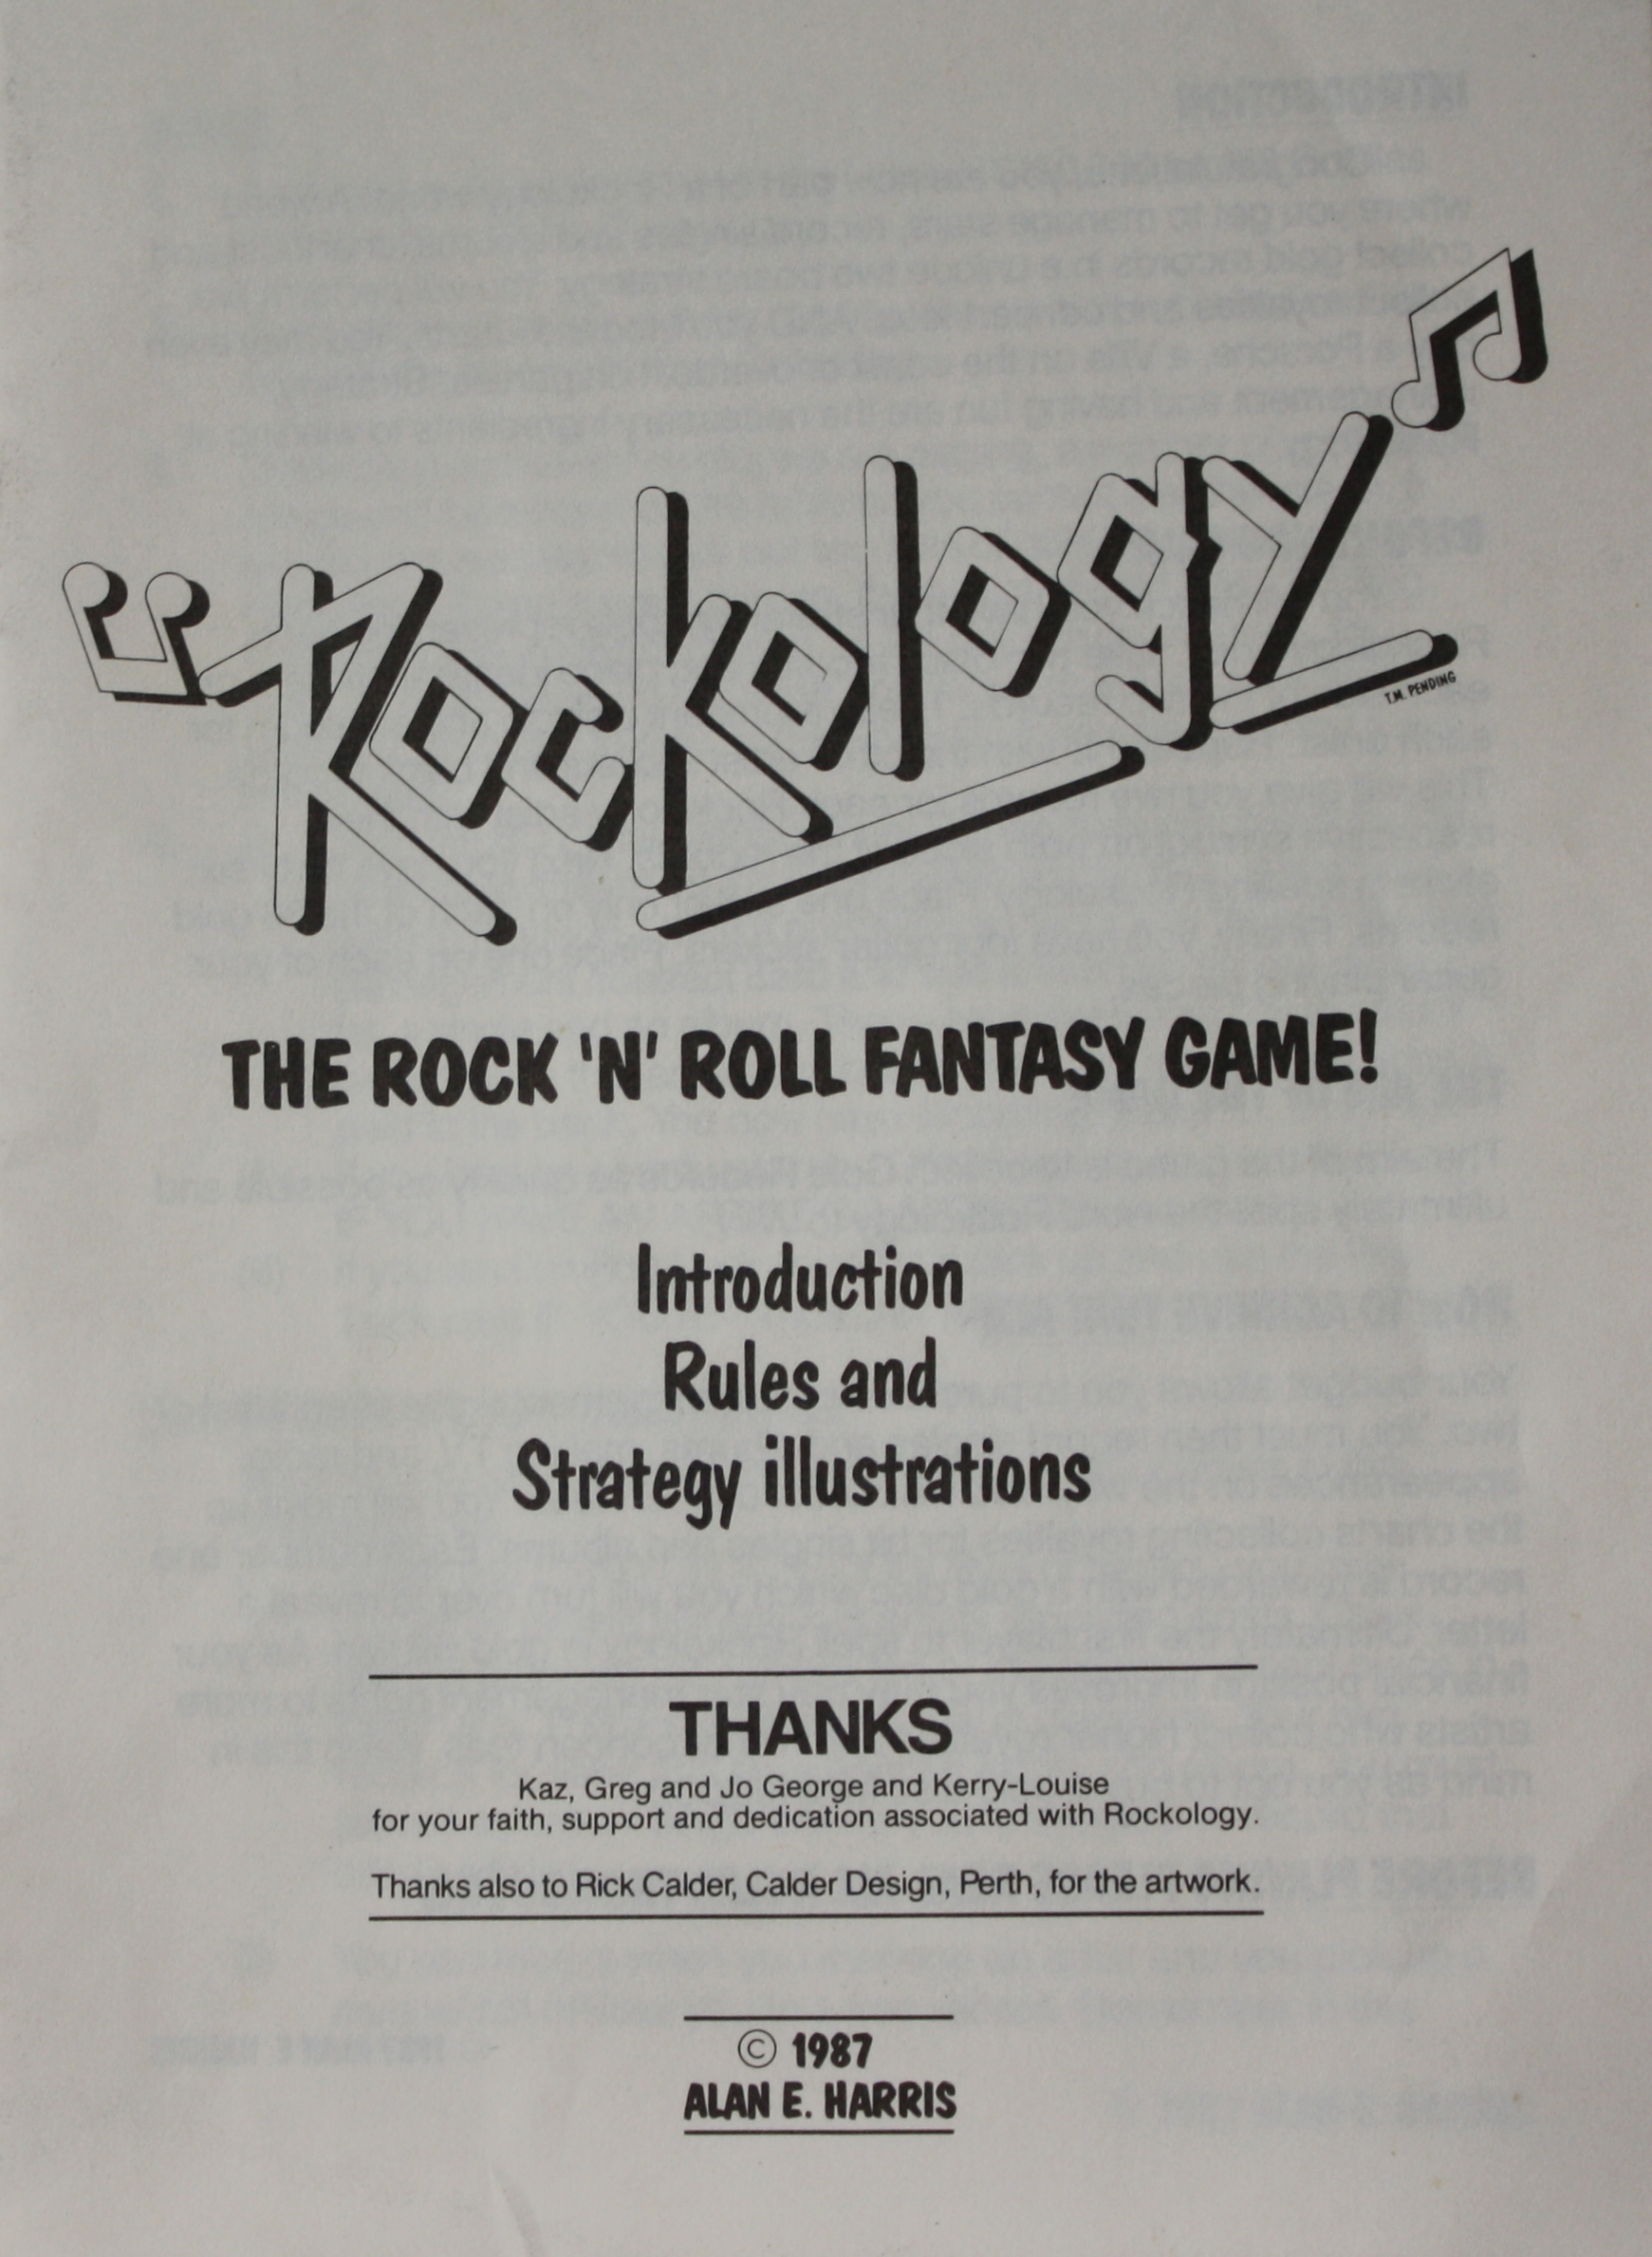 Rockology
T.M. PENDING
THE ROCK 'N' ROLL FANTASY GAME!
Introduction
Rules and
Strategy illustrations
THANKS
Kaz, Greg and Jo George and Kerry-Louise
for your faith, support and dedication associated with Rockology.
Thanks also to Rick Calder, Calder Design, Perth, for the artwork.
© 1987
ALAN E. HARRIS